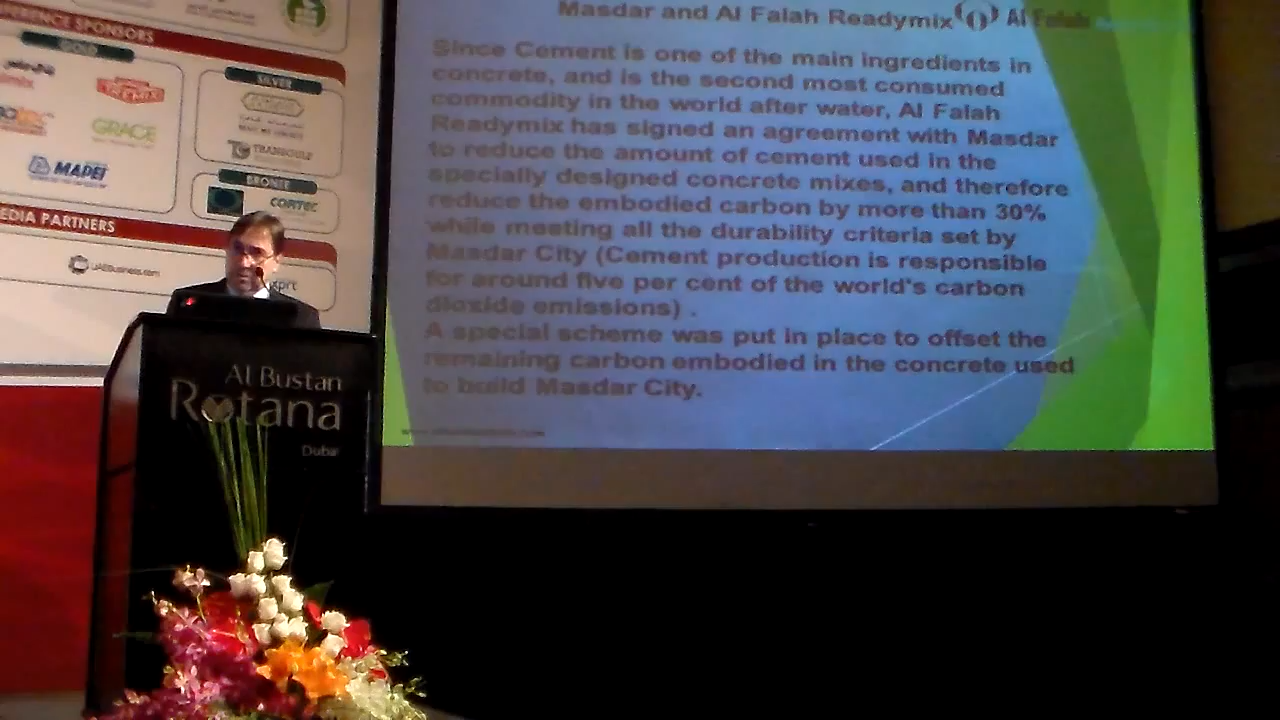 SPONSORS
GOLD
SILVER
GRACE
MAPEI
BRONZE
CORTEC
MEDIA PARTNERS
Al Bustan
Rotana
Dubai
Masdar and Al Falah Readymix
Al Falah
Since Cement is one of the main ingredients in
concrete, and is the second most consumed
commodity in the world after water, Al Falah
Readymix has signed an agreement with Masdar
to reduce the amount of cement used in the
specially designed concrete mixes, and therefore
reduce the embodied carbon by more than 30%
while meeting all the durability criteria set by
Masdar City (Cement production is responsible
for around five per cent of the world's carbon
dioxide emissions) .
A special scheme was put in place to offset the
remaining carbon embodied in the concrete used
to build Masdar City.